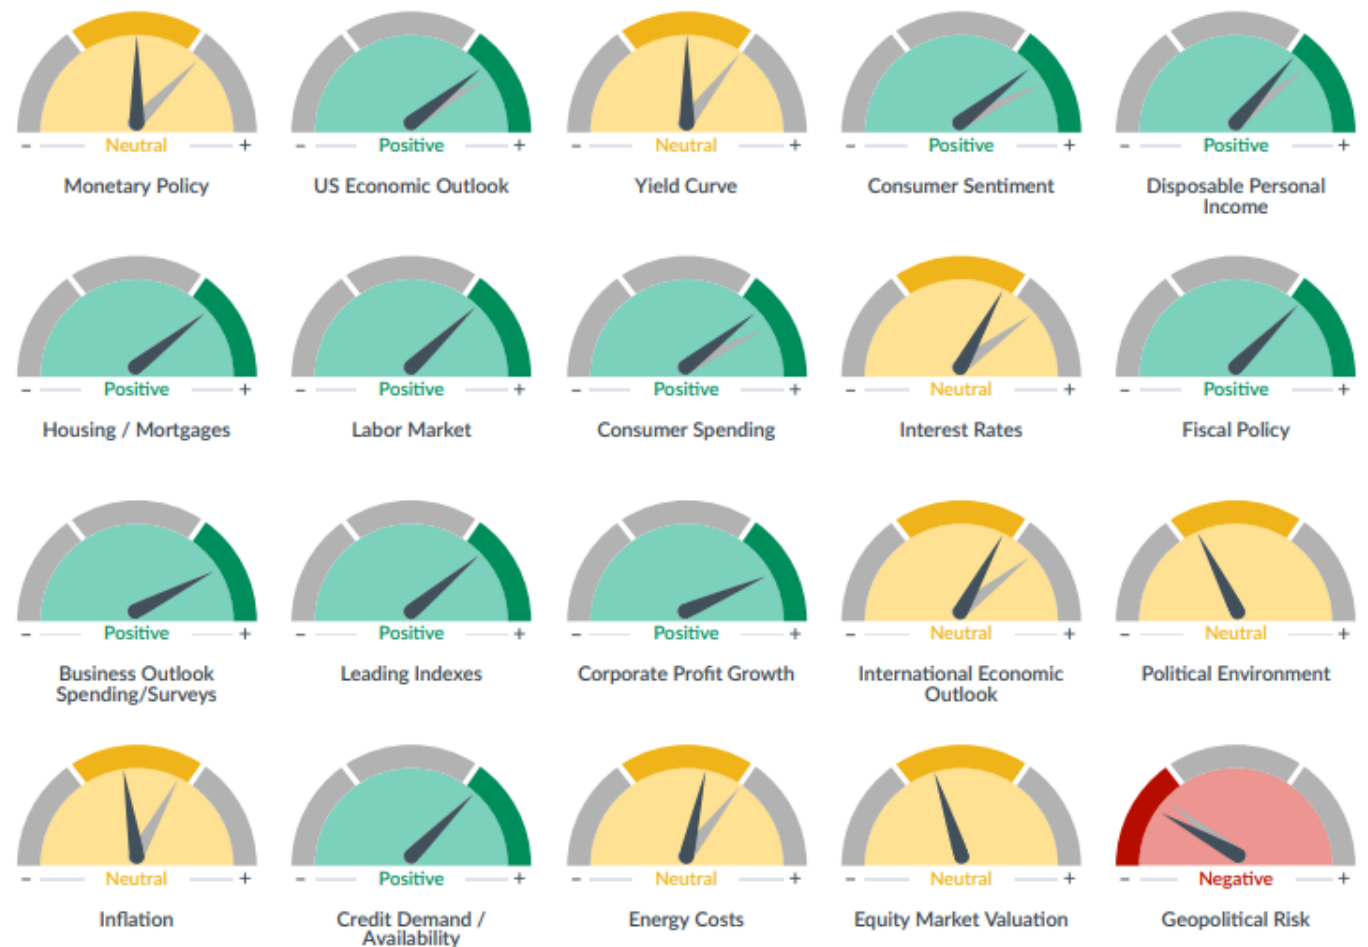 - Neutral +
- Positive +
- Neutral +
- Positive +
- Positive +
Monetary Policy
US Economic Outlook
Yield Curve
Consumer Sentiment
Disposable Personal
Income
- Positive +
- Positive +
- Positive +
- Neutral +
- Positive +
Housing / Mortgages
Labor Market
Consumer Spending
Interest Rates
Fiscal Policy
- Positive +
- Positive +
- Positive +
- Neutral +
- Neutral +
Business Outlook
Spending/Surveys
Leading Indexes
Corporate Profit Growth
International Economic
Outlook
Political Environment
- Neutral +
- Positive +
- Neutral +
- Neutral +
- Negative +
Inflation
Credit Demand /
Availability
Energy Costs
Equity Market Valuation
Geopolitical Risk